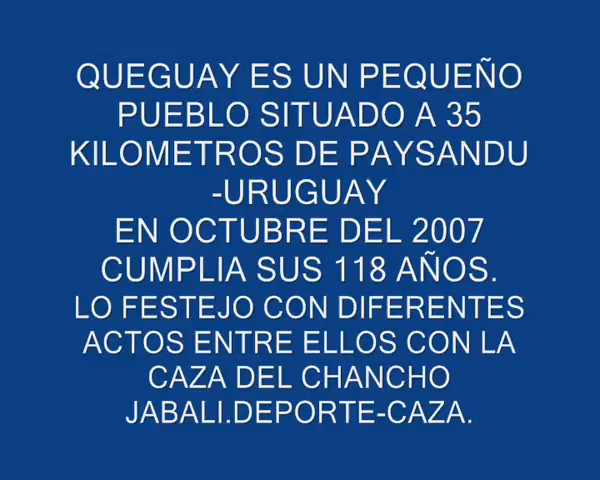 QUEGUAY ES UN PEQUEÑO
PUEBLO SITUADO A 35
KILOMETROS DE PAYSANDU
-URUGUAY
EN OCTUBRE DEL 2007
CUMPLIA SUS 118 AÑOS.
LO FESTEJO CON DIFERENTES
ACTOS ENTRE ELLOS CON LA
CAZA DEL CHANCHO
JABALI.DEPORTE-CAZA.